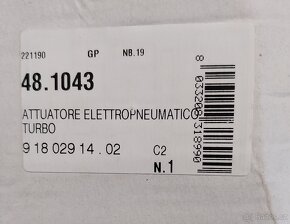 221190 GP NB.19
48.1043
ATTUATORE ELETTROPNEUMATICO
TURBO
9 18 029 14 . 02 C2
N.1
8 033208 318990